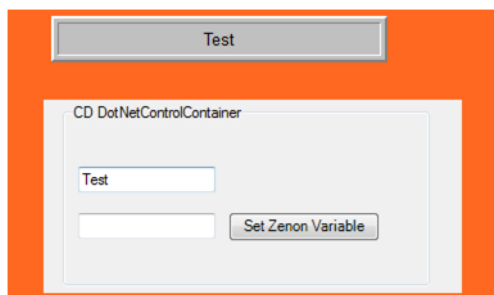 Test
CD DotNetControlContainer
Test
Set Zenon Variable